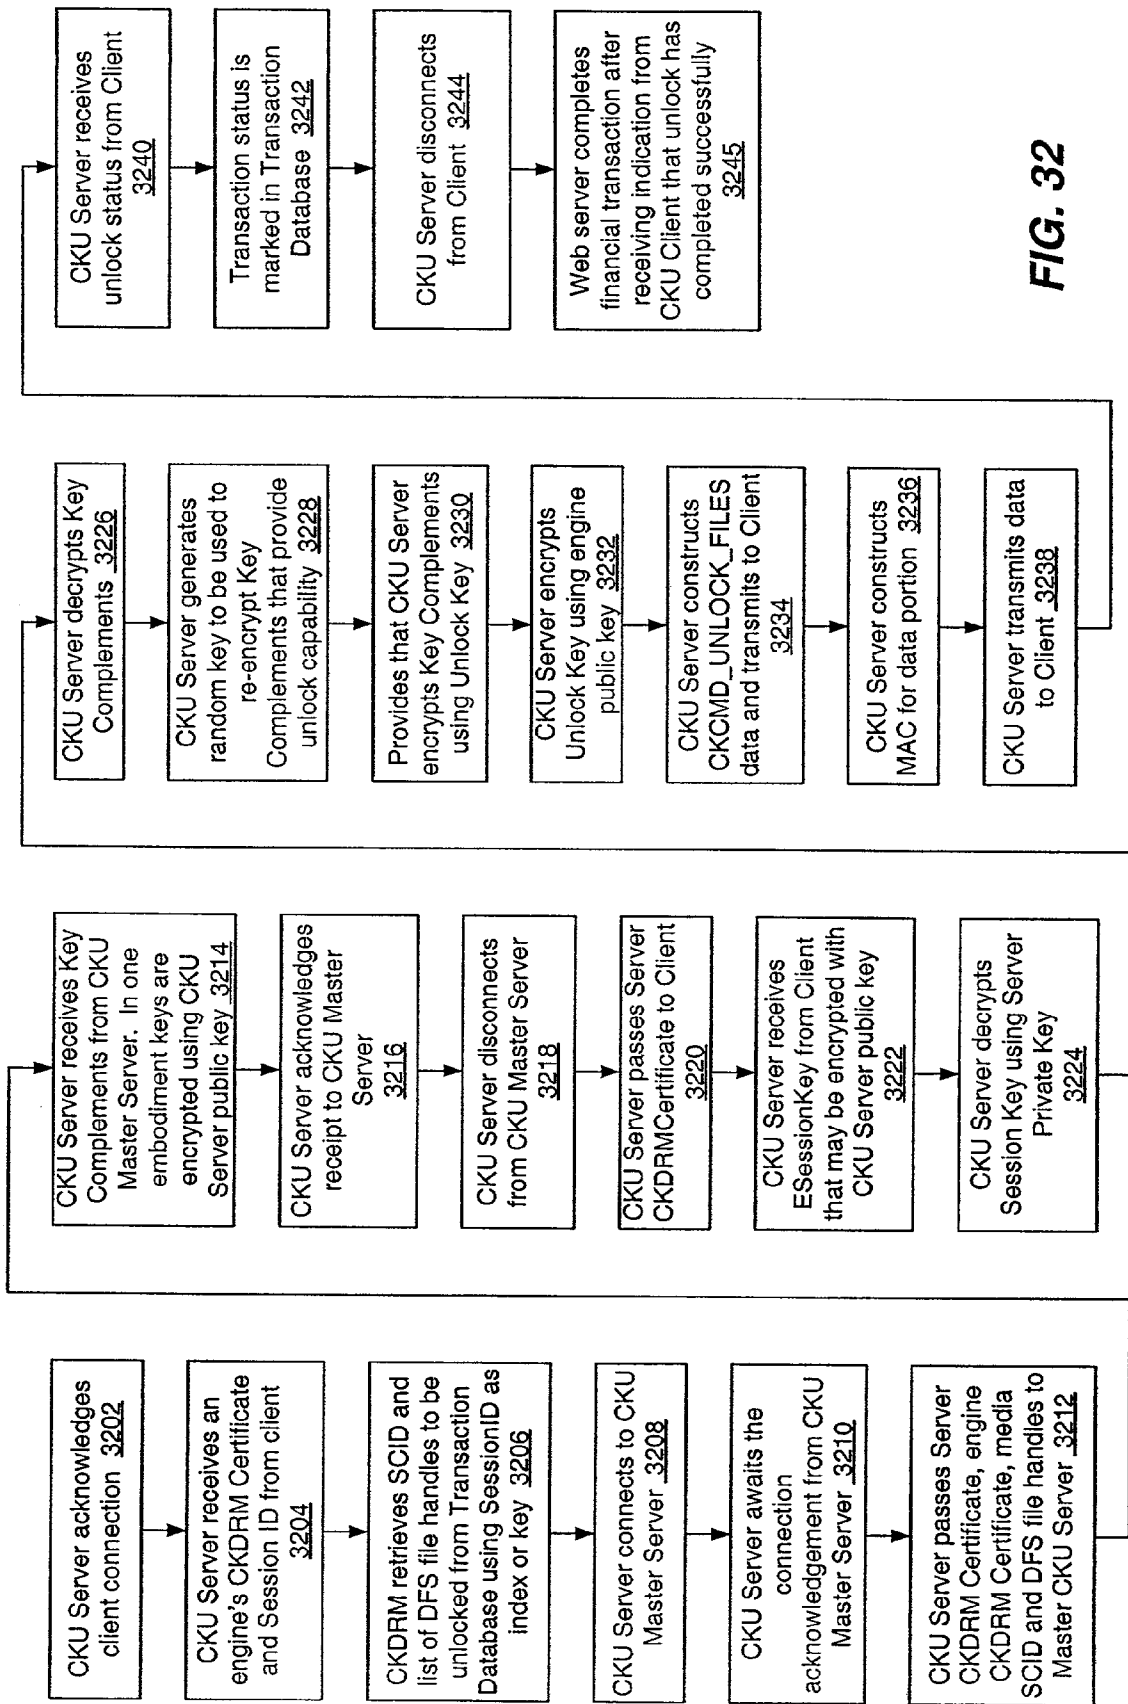 CKU Server acknowledges
client connection 3202
CKU Server receives an
engine's CKDRM Certificate
and Session ID from client
3204
CKDRM retrieves SCID and
list of DFS file handles to be
unlocked from Transaction
Database using SessionID as
index or key 3206
CKU Server connects to CKU
Master Server 3208
CKU Server awaits the
connection
acknowledgement from CKU
Master Server 3210
CKU Server passes Server
CKDRM Certificate, engine
CKDRM Certificate, media
SCID and DFS file handles to
Master CKU Server 3212
CKU Server receives Key
Complements from CKU
Master Server. In one
embodiment keys are
encrypted using CKU
Server public key 3214
CKU Server acknowledges
receipt to CKU Master
Server
3216
CKU Server disconnects
from CKU Master Server
3218
CKU Server passes Server
CKDRMCertificate to Client
3220
CKU Server receives
ESessionKey from Client
that may be encrypted with
CKU Server public key
3222
CKU Server decrypts
Session Key using Server
Private Key
3224
CKU Server decrypts Key
Complements 3226
CKU Server generates
random key to be used to
re-encrypt Key
Complements that provide
unlock capability 3228
Provides that CKU Server
encrypts Key Complements
using Unlock Key 3230
CKU Server encrypts
Unlock Key using engine
public key 3232
CKU Server constructs
CKCMD_UNLOCK_FILES
data and transmits to Client
3234
CKU Server constructs
MAC for data portion 3236
CKU Server transmits data
to Client 3238
CKU Server receives
unlock status from Client
3240
Transaction status is
marked in Transaction
Database 3242
CKU Server disconnects
from Client 3244
Web server completes
financial transaction after
receiving indication from
CKU Client that unlock has
completed successfully
3245
FIG. 32